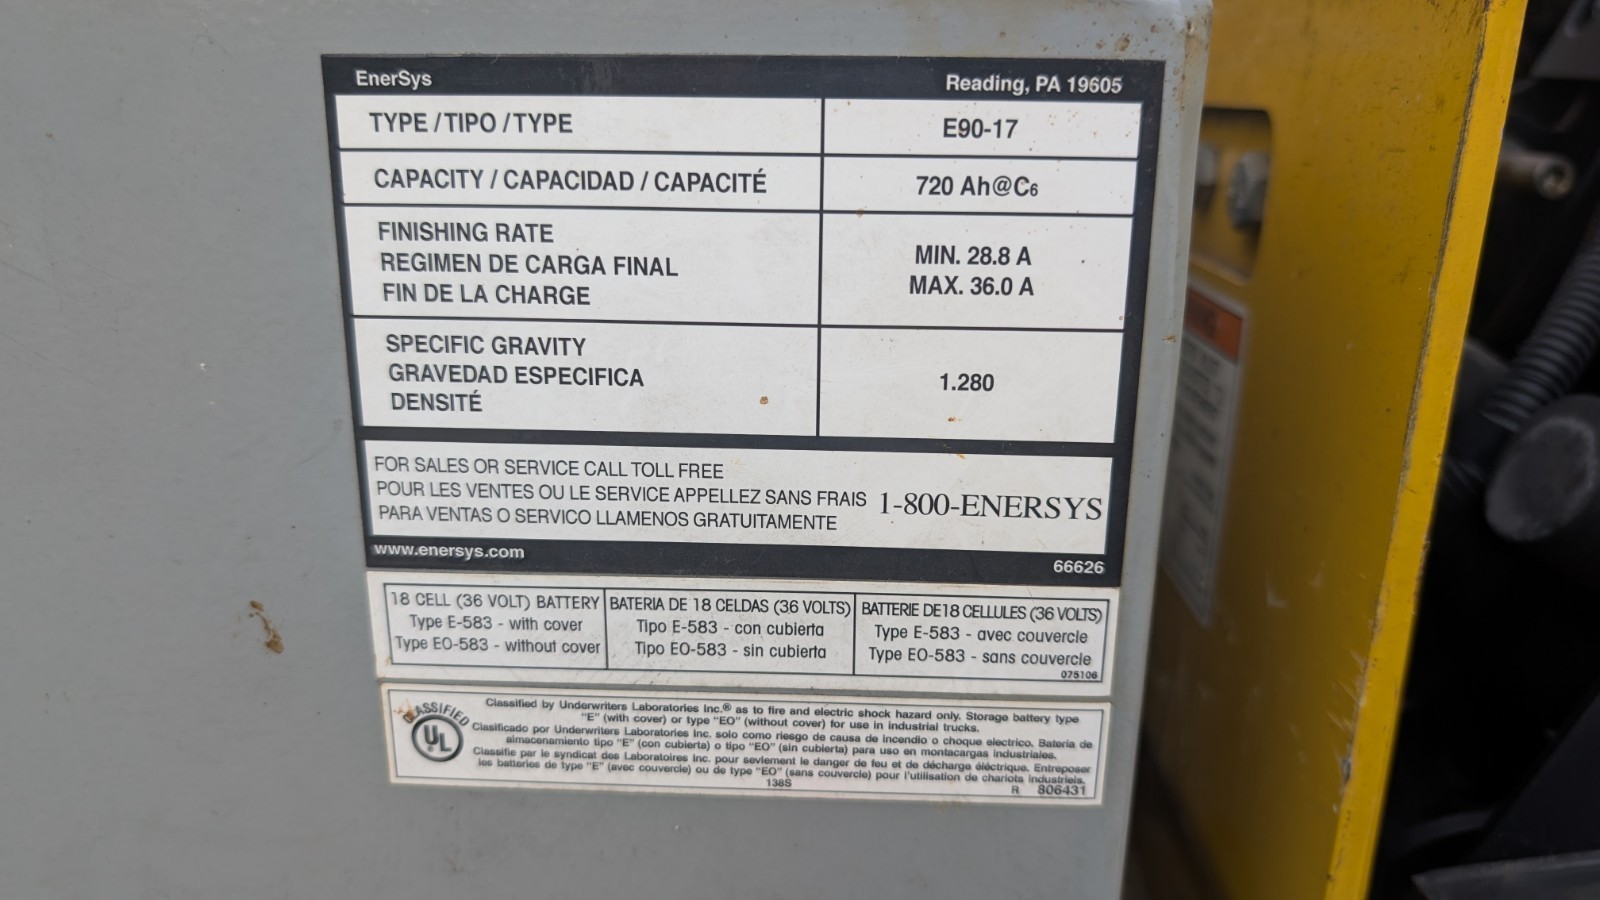 EnerSys Reading, PA 19605
TYPE / TIPO / TYPE E90-17
CAPACITY / CAPACIDAD / CAPACITÉ 720 Ah@C6
FINISHING RATE
REGIMEN DE CARGA FINAL
FIN DE LA CHARGE
MIN. 28.8 A
MAX. 36.0 A
SPECIFIC GRAVITY
GRAVEDAD ESPECIFICA
DENSITÉ
1.280
FOR SALES OR SERVICE CALL TOLL FREE
POUR LES VENTES OU LE SERVICE APPELLEZ SANS FRAIS
PARA VENTAS O SERVICO LLAMENOS GRATUITAMENTE
1-800-ENERSYS
www.enersys.com 66626
18 CELL (36 VOLT) BATTERY
Type E-583 - with cover
Type EO-583 - without cover
BATERIA DE 18 CELDAS (36 VOLTS)
Tipo E-583 - con cubierta
Tipo EO-583 - sin cubierta
BATTERIE DE 18 CELLULES (36 VOLTS)
Type E-583 - avec couvercle
Type EO-583 - sans couvercle
075106
CLASSIFIED
UL
Classified by Underwriters Laboratories Inc.® as to fire and electric shock hazard only. Storage battery type
"E" (with cover) or type "EO" (without cover) for use in industrial trucks.
Clasificado por Underwriters Laboratories Inc. solo como riesgo de causa de incendio o choque electrico. Bateria de
almacenamiento tipo "E" (con cubierta) o tipo "EO" (sin cubierta) para uso en montacargas industriales.
Classifie par le syndicat des Laboratoires Inc. pour sevlement le danger de feu et de décharge éléctrique. Entreposer
les batteries de type "E" (avec couvercle) ou de type "EO" (sans couvercle) pour l'utilisation de chariots industriels.
138S
R 806431